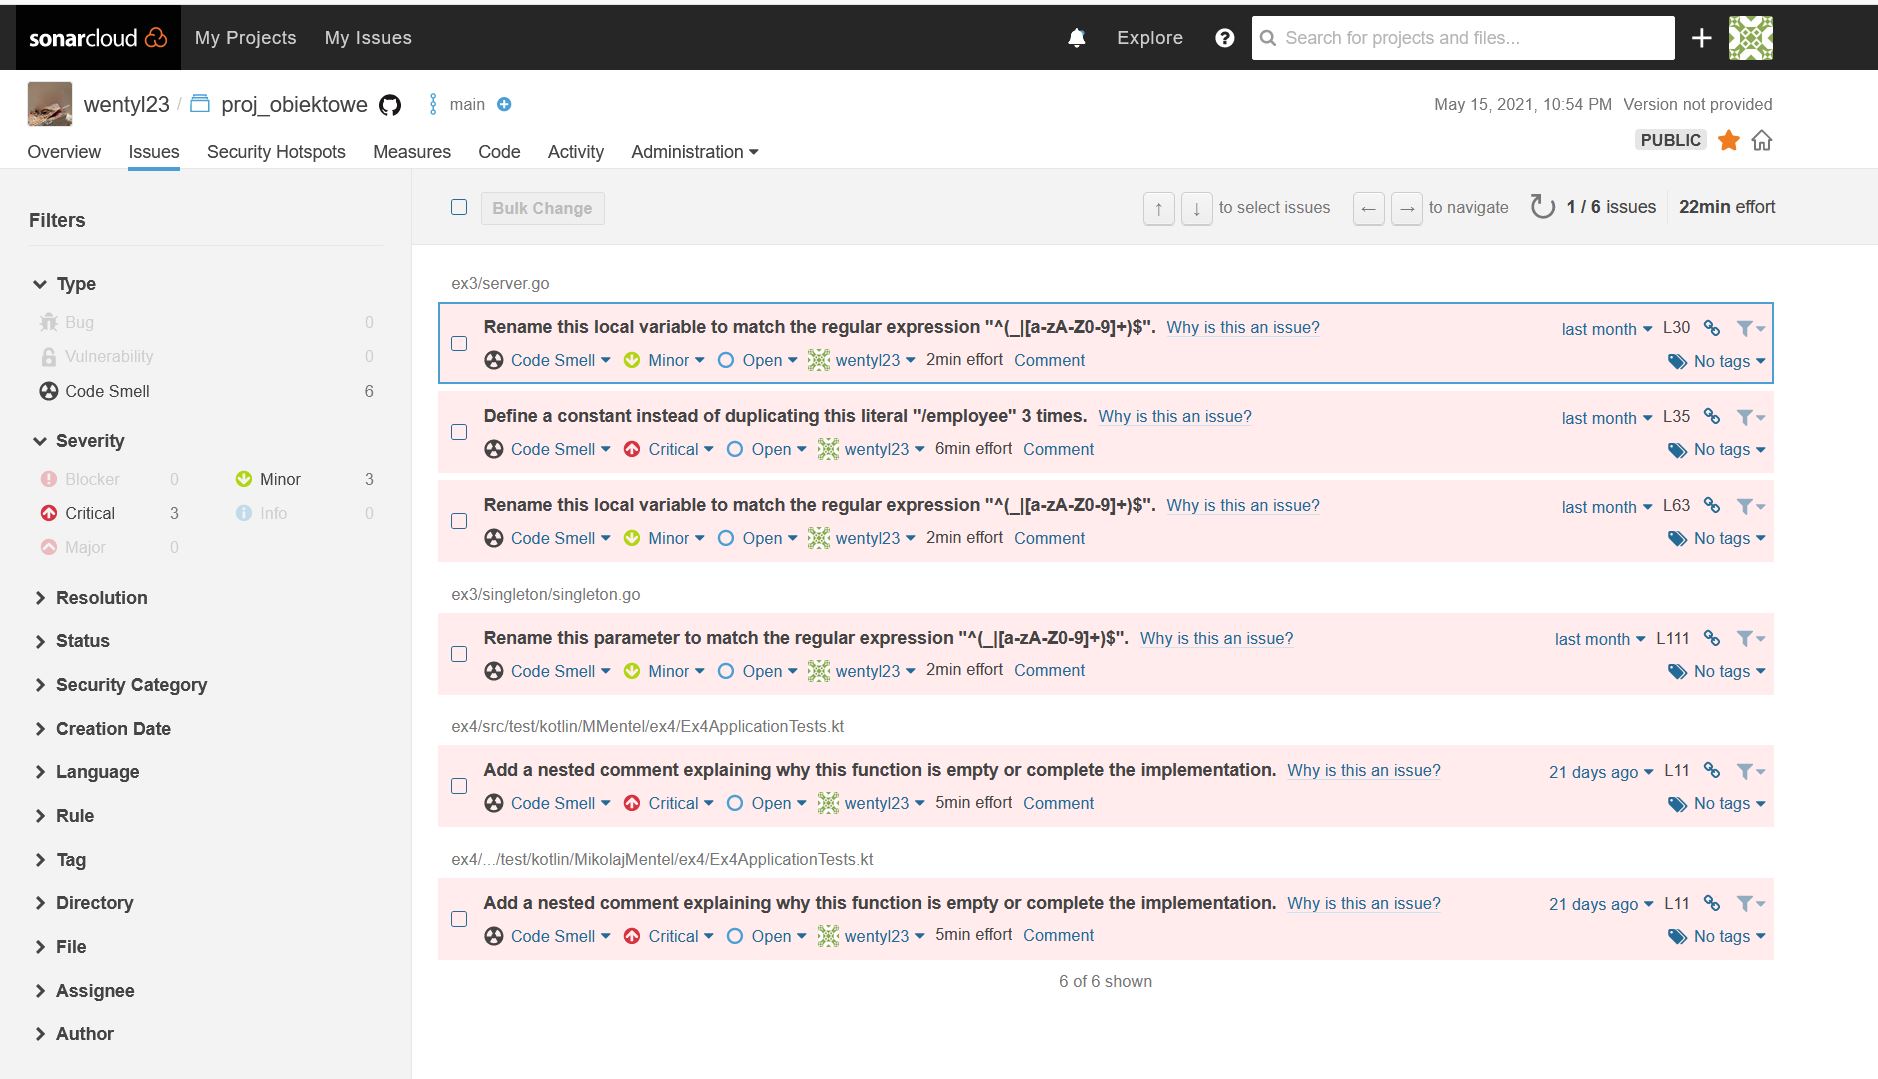 sonarcloud My Projects My Issues Explore Search for projects and files...
wentyl23 / proj_obiektowe main May 15, 2021, 10:54 PM Version not provided
PUBLIC
Overview Issues Security Hotspots Measures Code Activity Administration
Filters
Type
Bug 0
Vulnerability 0
Code Smell 6
Severity
Blocker 0 Minor 3
Critical 3 Info 0
Major 0
Resolution
Status
Security Category
Creation Date
Language
Rule
Tag
Directory
File
Assignee
Author
Bulk Change ↑ ↓ to select issues ← → to navigate 1 / 6 issues 22min effort
ex3/server.go
Rename this local variable to match the regular expression "^(_|[a-zA-Z0-9]+)$". Why is this an issue? last month L30
Code Smell Minor Open wentyl23 2min effort Comment No tags
Define a constant instead of duplicating this literal "/employee" 3 times. Why is this an issue? last month L35
Code Smell Critical Open wentyl23 6min effort Comment No tags
Rename this local variable to match the regular expression "^(_|[a-zA-Z0-9]+)$". Why is this an issue? last month L63
Code Smell Minor Open wentyl23 2min effort Comment No tags
ex3/singleton/singleton.go
Rename this parameter to match the regular expression "^(_|[a-zA-Z0-9]+)$". Why is this an issue? last month L111
Code Smell Minor Open wentyl23 2min effort Comment No tags
ex4/src/test/kotlin/MMentel/ex4/Ex4ApplicationTests.kt
Add a nested comment explaining why this function is empty or complete the implementation. Why is this an issue? 21 days ago L11
Code Smell Critical Open wentyl23 5min effort Comment No tags
ex4/.../test/kotlin/MikolajMentel/ex4/Ex4ApplicationTests.kt
Add a nested comment explaining why this function is empty or complete the implementation. Why is this an issue? 21 days ago L11
Code Smell Critical Open wentyl23 5min effort Comment No tags
6 of 6 shown